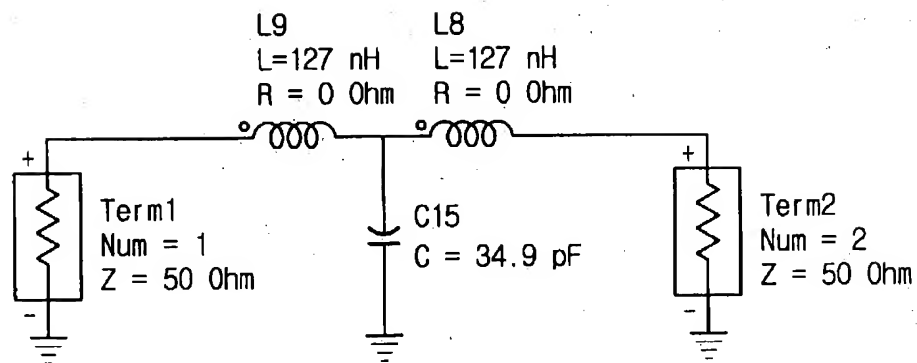 L9
L=127 nH
R = 0 Ohm
L8
L=127 nH
R = 0 Ohm
+
Term1
Num = 1
Z = 50 Ohm
-
C15
C = 34.9 pF
+
Term2
Num = 2
Z = 50 Ohm
-